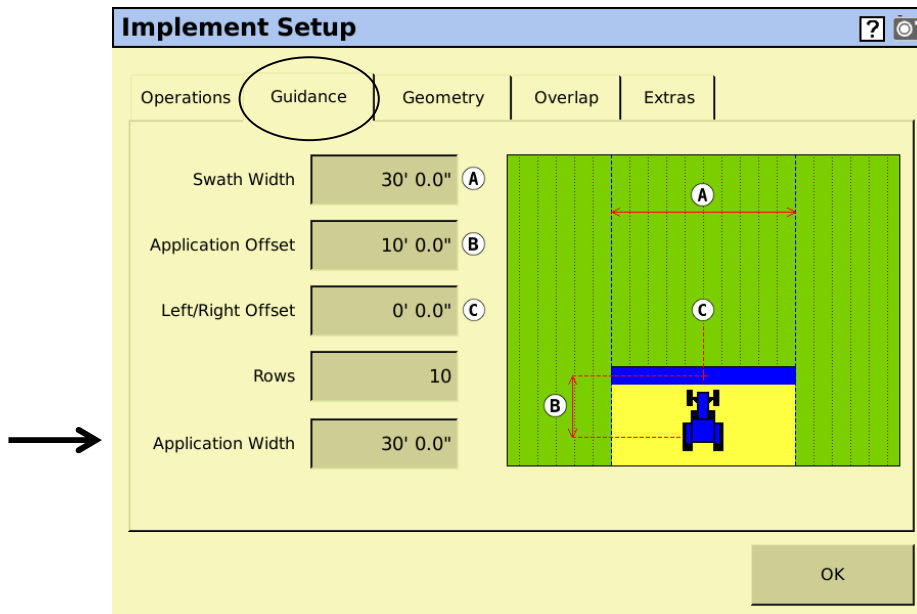 Implement Setup ?
Operations Guidance Geometry Overlap Extras
Swath Width 30' 0.0" A
Application Offset 10' 0.0" B
Left/Right Offset 0' 0.0" C
Rows 10
Application Width 30' 0.0"
A
C
B
OK